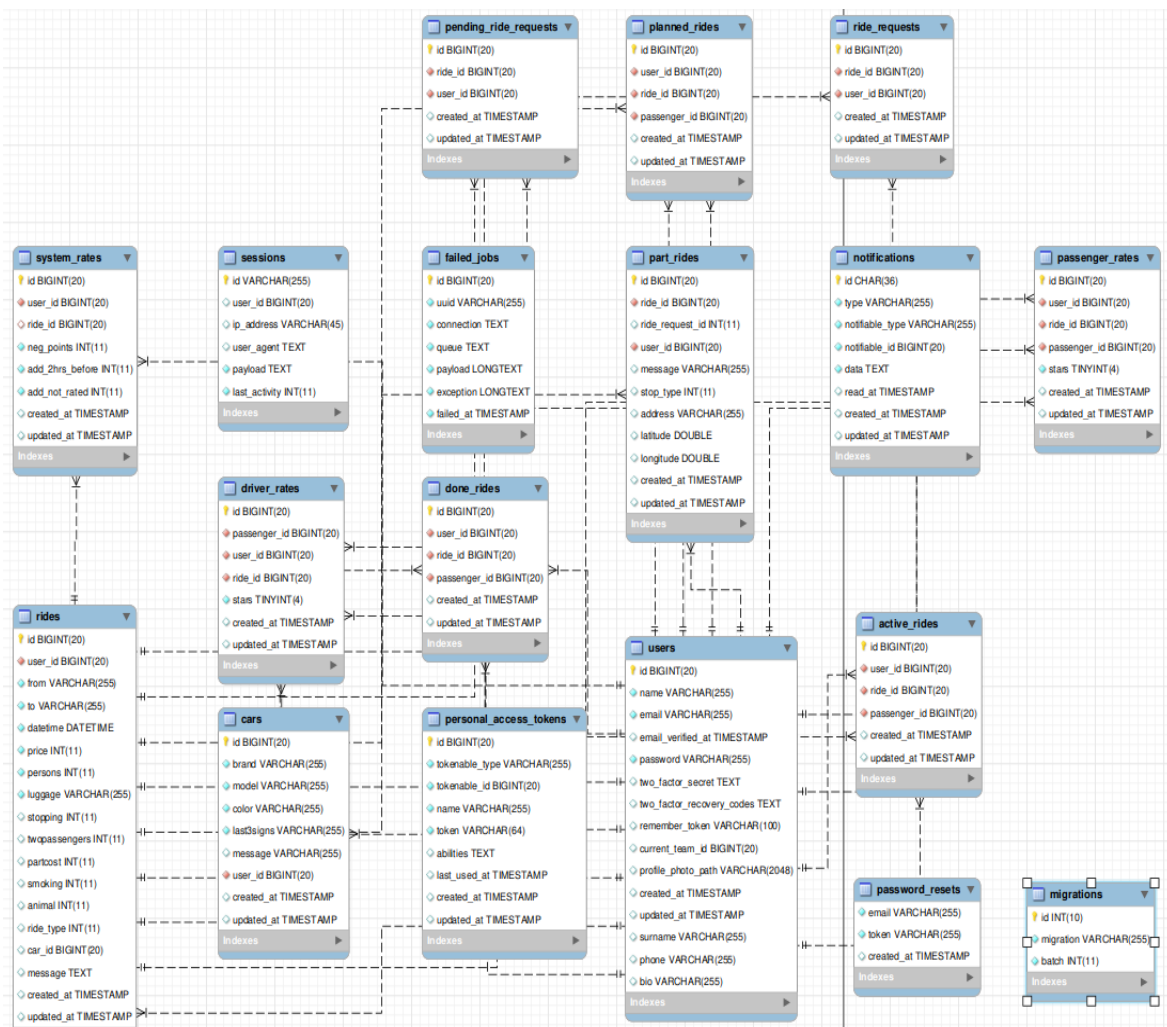 pending_ride_requests
id BIGINT(20)
ride_id BIGINT(20)
user_id BIGINT(20)
created_at TIMESTAMP
updated_at TIMESTAMP
Indexes
planned_rides
id BIGINT(20)
user_id BIGINT(20)
ride_id BIGINT(20)
passenger_id BIGINT(20)
created_at TIMESTAMP
updated_at TIMESTAMP
Indexes
ride_requests
id BIGINT(20)
ride_id BIGINT(20)
user_id BIGINT(20)
created_at TIMESTAMP
updated_at TIMESTAMP
Indexes
system_rates
id BIGINT(20)
user_id BIGINT(20)
ride_id BIGINT(20)
neg_points INT(11)
add_2hrs_before INT(11)
add_not_rated INT(11)
created_at TIMESTAMP
updated_at TIMESTAMP
Indexes
sessions
id VARCHAR(255)
user_id BIGINT(20)
ip_address VARCHAR(45)
user_agent TEXT
payload TEXT
last_activity INT(11)
Indexes
failed_jobs
id BIGINT(20)
uuid VARCHAR(255)
connection TEXT
queue TEXT
payload LONGTEXT
exception LONGTEXT
failed_at TIMESTAMP
Indexes
part_rides
id BIGINT(20)
ride_id BIGINT(20)
ride_request_id INT(11)
user_id BIGINT(20)
message VARCHAR(255)
stop_type INT(11)
address VARCHAR(255)
latitude DOUBLE
longitude DOUBLE
created_at TIMESTAMP
updated_at TIMESTAMP
Indexes
notifications
id CHAR(36)
type VARCHAR(255)
notifiable_type VARCHAR(255)
notifiable_id BIGINT(20)
data TEXT
read_at TIMESTAMP
created_at TIMESTAMP
updated_at TIMESTAMP
Indexes
passenger_rates
id BIGINT(20)
user_id BIGINT(20)
ride_id BIGINT(20)
passenger_id BIGINT(20)
stars TINYINT(4)
created_at TIMESTAMP
updated_at TIMESTAMP
Indexes
driver_rates
id BIGINT(20)
passenger_id BIGINT(20)
user_id BIGINT(20)
ride_id BIGINT(20)
stars TINYINT(4)
created_at TIMESTAMP
updated_at TIMESTAMP
Indexes
done_rides
id BIGINT(20)
user_id BIGINT(20)
ride_id BIGINT(20)
passenger_id BIGINT(20)
created_at TIMESTAMP
updated_at TIMESTAMP
Indexes
rides
id BIGINT(20)
user_id BIGINT(20)
from VARCHAR(255)
to VARCHAR(255)
datetime DATETIME
price INT(11)
persons INT(11)
luggage VARCHAR(255)
stopping INT(11)
twopassengers INT(11)
partcost INT(11)
smoking INT(11)
animal INT(11)
ride_type INT(11)
car_id BIGINT(20)
message TEXT
created_at TIMESTAMP
updated_at TIMESTAMP
cars
id BIGINT(20)
brand VARCHAR(255)
model VARCHAR(255)
color VARCHAR(255)
last3signs VARCHAR(255)
message VARCHAR(255)
user_id BIGINT(20)
created_at TIMESTAMP
updated_at TIMESTAMP
Indexes
personal_access_tokens
id BIGINT(20)
tokenable_type VARCHAR(255)
tokenable_id BIGINT(20)
name VARCHAR(255)
token VARCHAR(64)
abilities TEXT
last_used_at TIMESTAMP
created_at TIMESTAMP
updated_at TIMESTAMP
Indexes
users
id BIGINT(20)
name VARCHAR(255)
email VARCHAR(255)
email_verified_at TIMESTAMP
password VARCHAR(255)
two_factor_secret TEXT
two_factor_recovery_codes TEXT
remember_token VARCHAR(100)
current_team_id BIGINT(20)
profile_photo_path VARCHAR(2048)
created_at TIMESTAMP
updated_at TIMESTAMP
surname VARCHAR(255)
phone VARCHAR(255)
bio VARCHAR(255)
Indexes
active_rides
id BIGINT(20)
user_id BIGINT(20)
ride_id BIGINT(20)
passenger_id BIGINT(20)
created_at TIMESTAMP
updated_at TIMESTAMP
Indexes
password_resets
email VARCHAR(255)
token VARCHAR(255)
created_at TIMESTAMP
Indexes
migrations
id INT(10)
migration VARCHAR(255)
batch INT(11)
Indexes